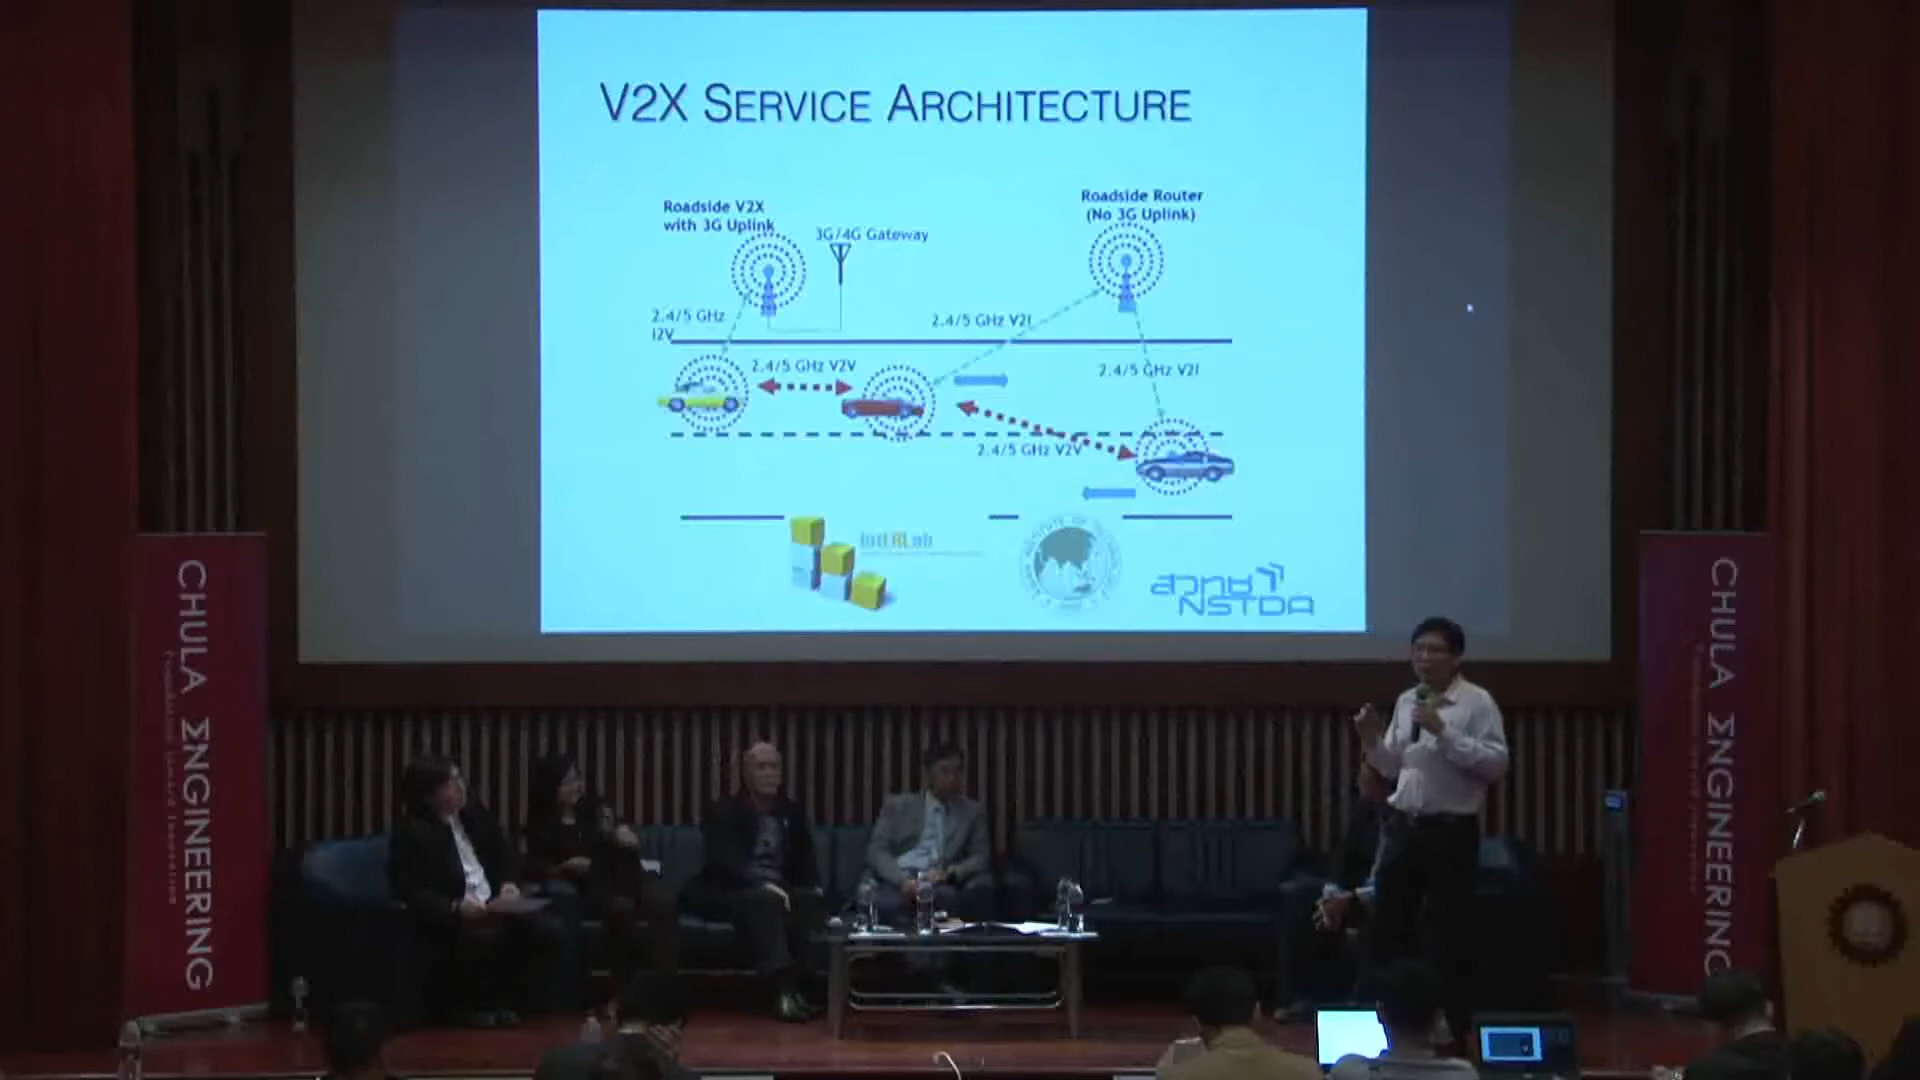 V2X SERVICE ARCHITECTURE
Roadside V2X
with 3G Uplink
3G/4G Gateway
Roadside Router
(No 3G Uplink)
2.4/5 GHz
I2V
2.4/5 GHz V2I
2.4/5 GHz V2V
2.4/5 GHz V2I
2.4/5 GHz V2V
สวทช
NSTDA
CHULA ΣNGINEERING
CHULA ΣNGINEERING